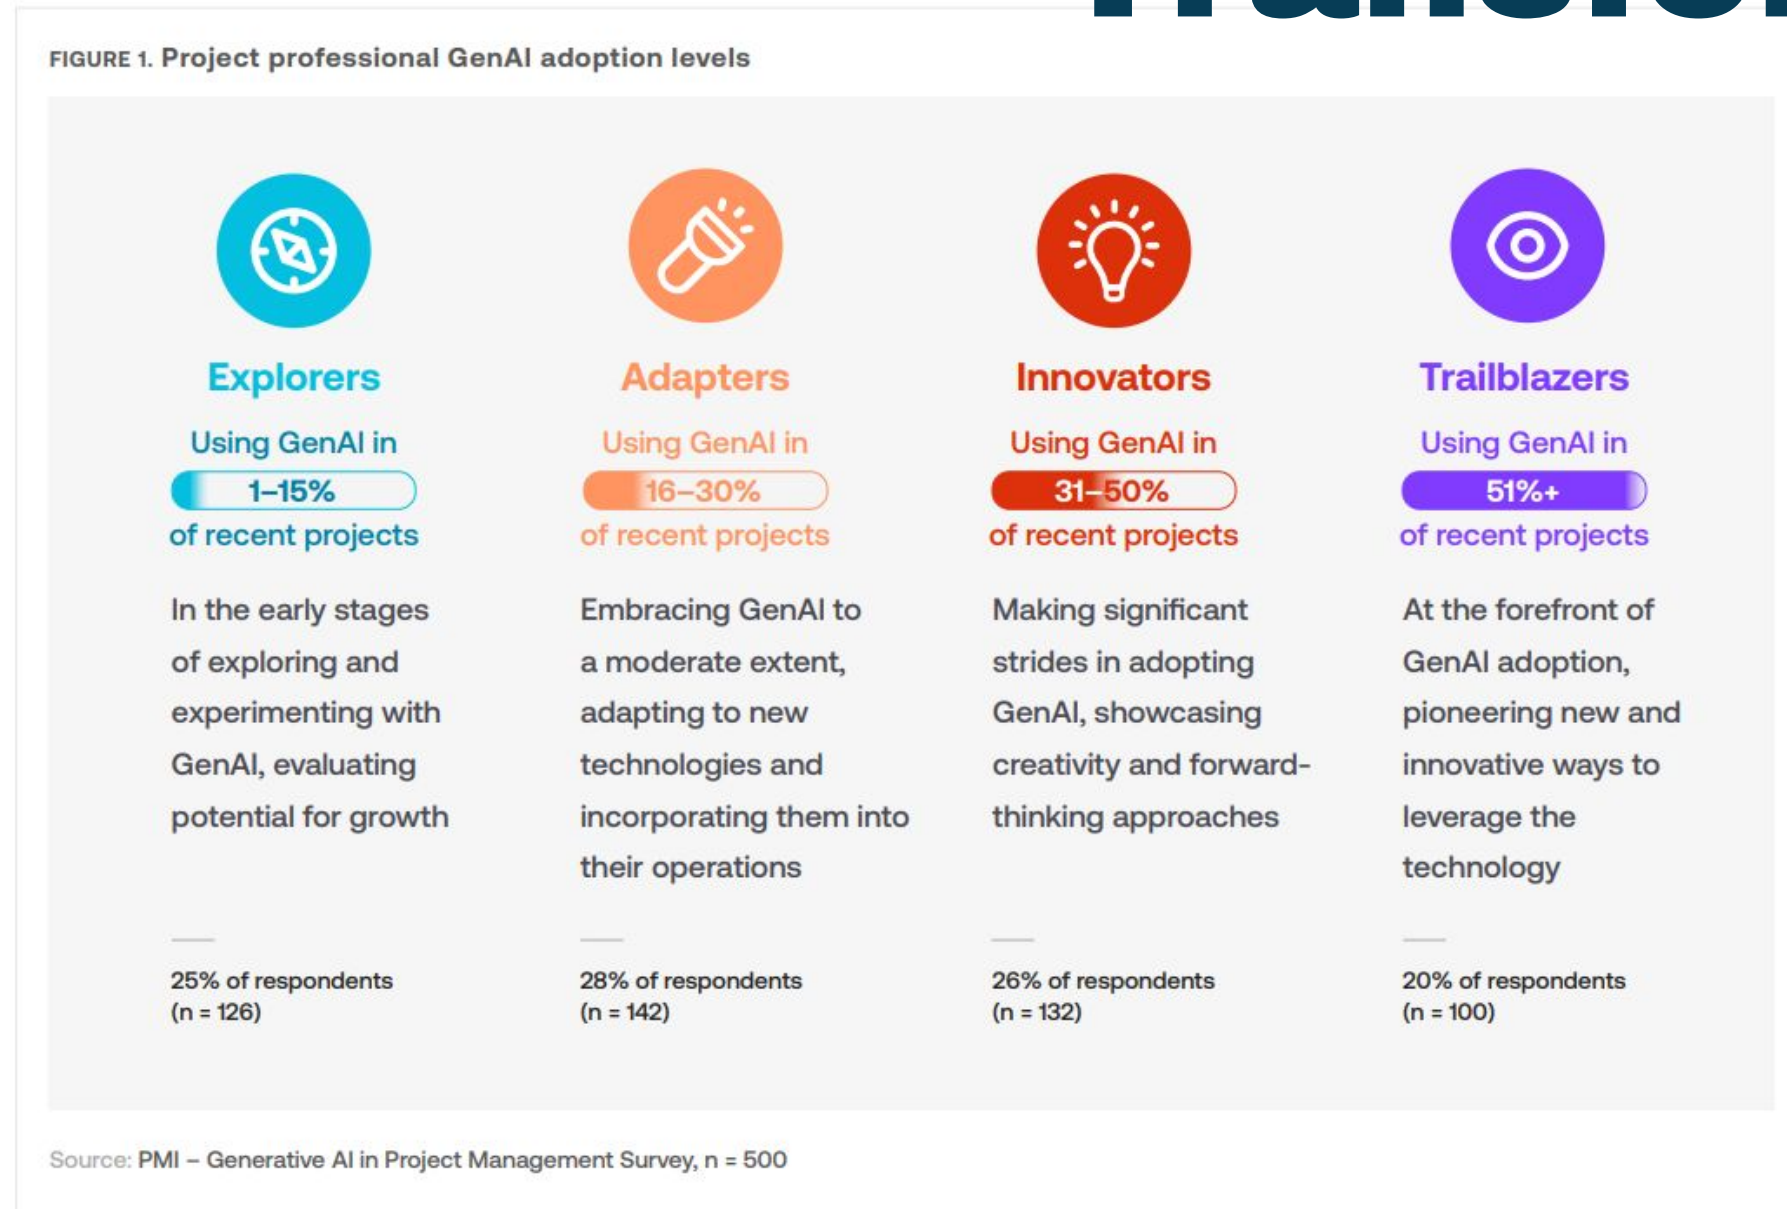 FIGURE 1. Project professional GenAI adoption levels
Explorers
Using GenAI in
1–15%
of recent projects
In the early stages
of exploring and
experimenting with
GenAI, evaluating
potential for growth
25% of respondents
(n = 126)
Adapters
Using GenAI in
16–30%
of recent projects
Embracing GenAI to
a moderate extent,
adapting to new
technologies and
incorporating them into
their operations
28% of respondents
(n = 142)
Innovators
Using GenAI in
31–50%
of recent projects
Making significant
strides in adopting
GenAI, showcasing
creativity and forward-
thinking approaches
26% of respondents
(n = 132)
Trailblazers
Using GenAI in
51%+
of recent projects
At the forefront of
GenAI adoption,
pioneering new and
innovative ways to
leverage the
technology
20% of respondents
(n = 100)
Source: PMI – Generative AI in Project Management Survey, n = 500